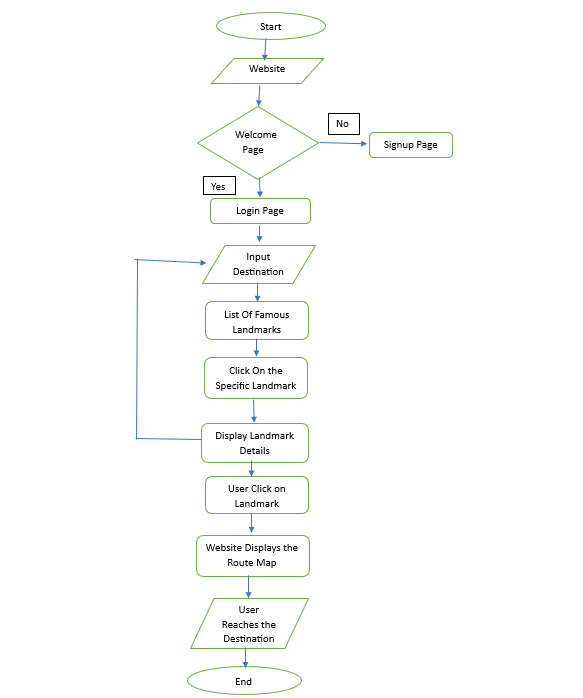 Start
Website
Welcome
Page
No
Signup Page
Yes
Login Page
Input
Destination
List Of Famous
Landmarks
Click On the
Specific Landmark
Display Landmark
Details
User Click on
Landmark
Website Displays the
Route Map
User
Reaches the
Destination
End